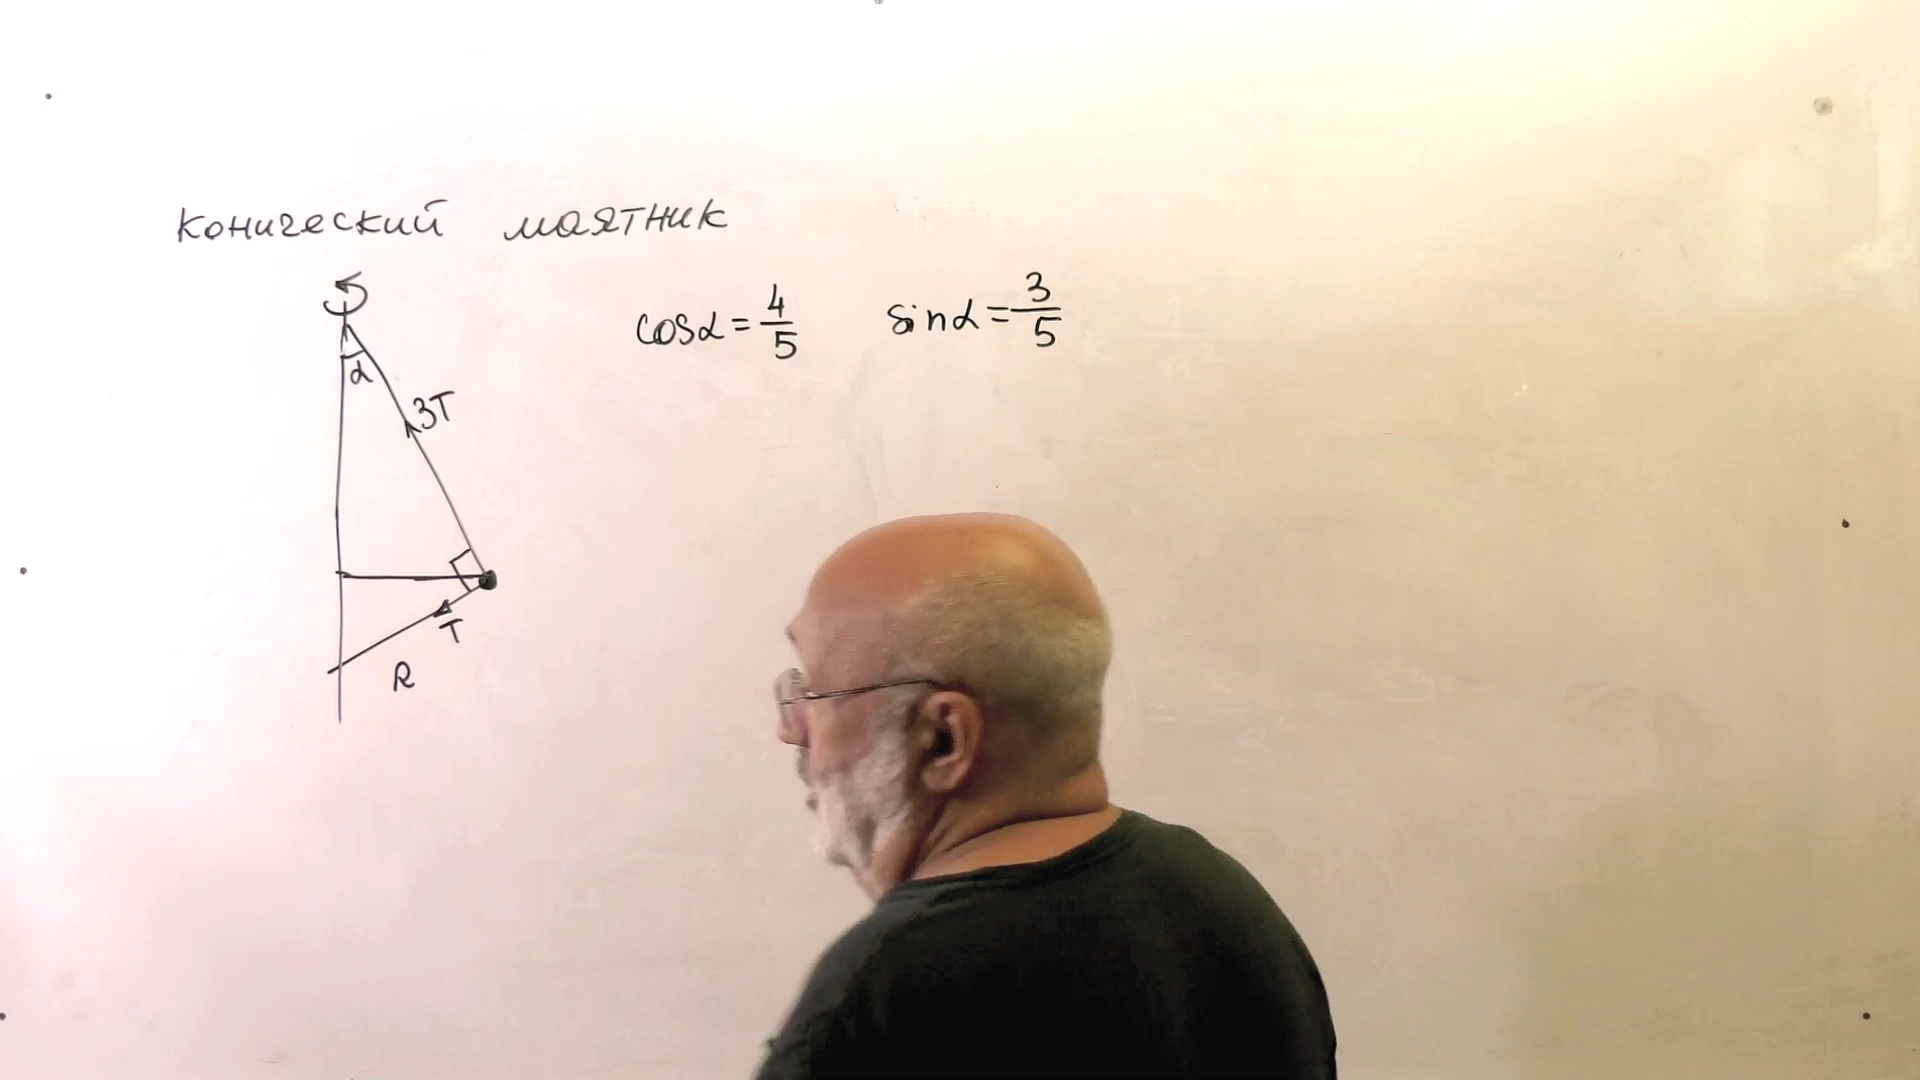 Конический маятник
cosα = 4/5 sinα = 3/5
α
3T
T
R